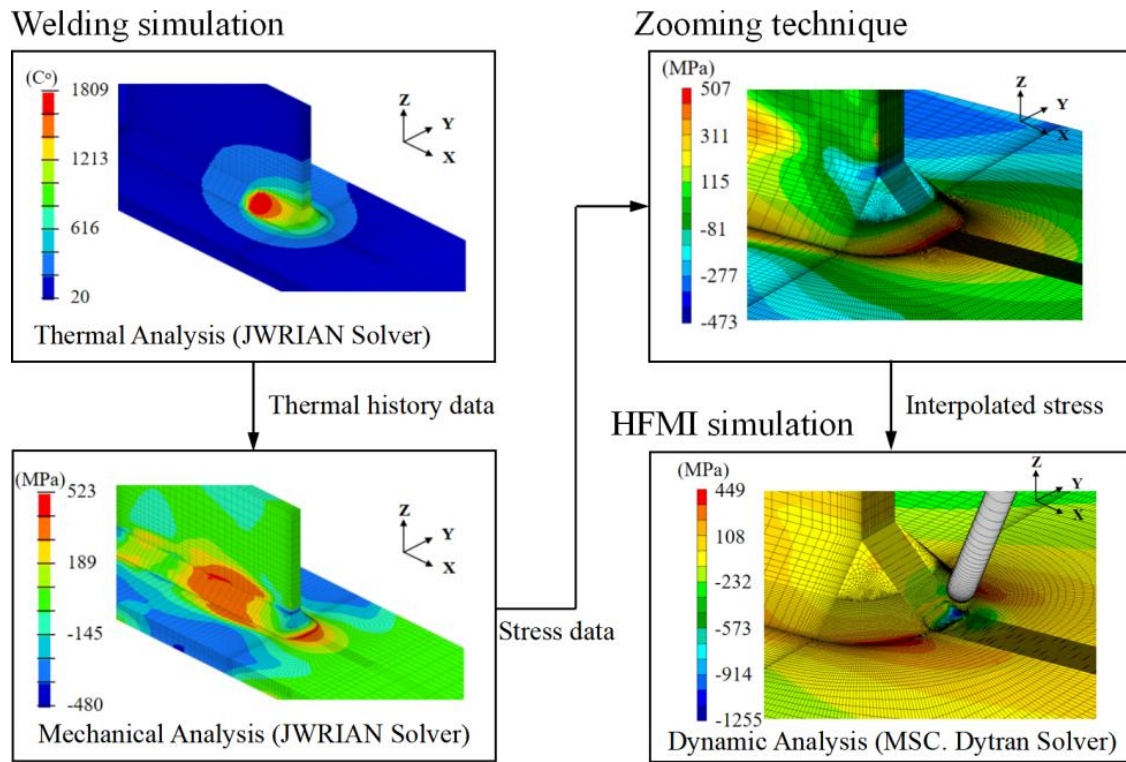 Welding simulation
(C°)
1809
1213
616
20
Z
Y
X
Thermal Analysis (JWRIAN Solver)
Thermal history data
(MPa)
523
189
-145
-480
Z
Y
X
Mechanical Analysis (JWRIAN Solver)
Stress data
Zooming technique
(MPa)
507
311
115
-81
-277
-473
Z
Y
X
Interpolated stress
HFMI simulation
(MPa)
449
108
-232
-573
-914
-1255
Z
Y
X
Dynamic Analysis (MSC. Dytran Solver)